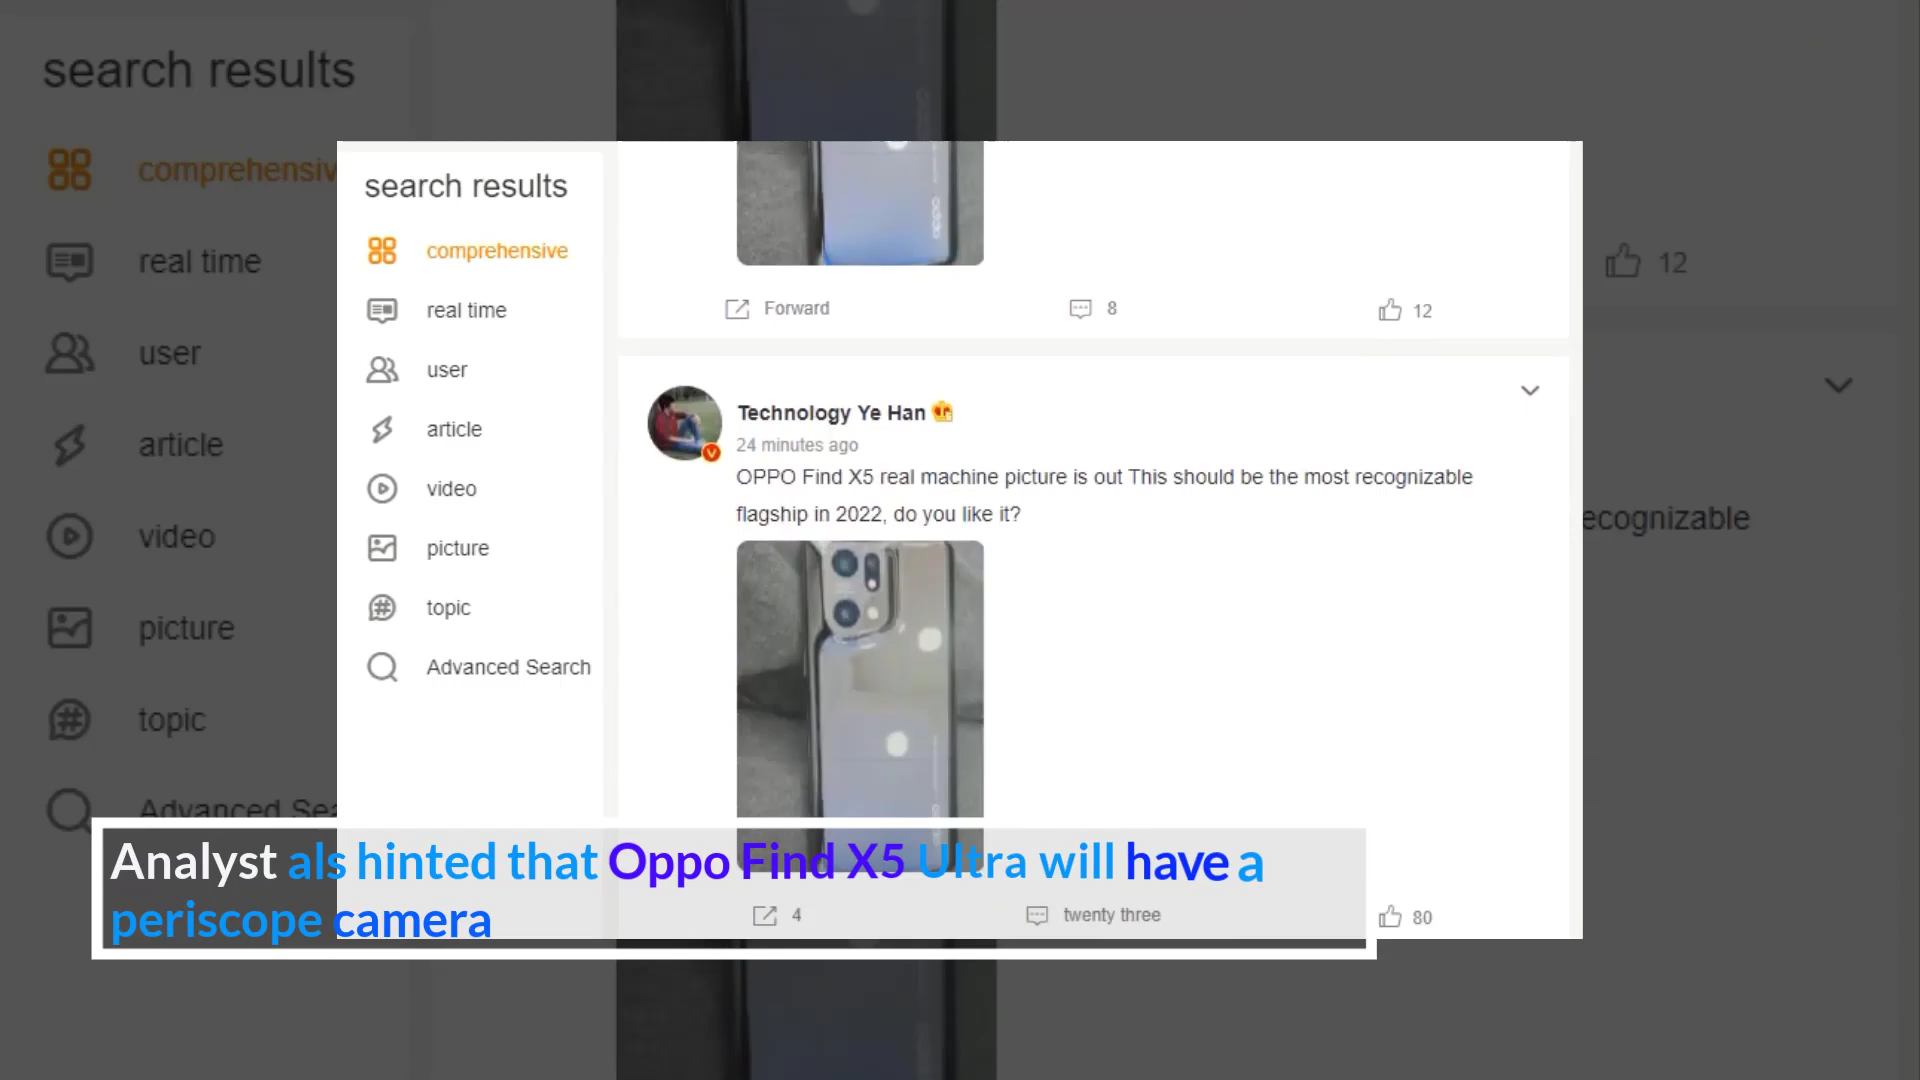 search results
comprehensiv
real time
user
article
video
picture
topic
Advanced Sea
12
ecognizable
search results
comprehensive
real time
user
article
video
picture
topic
Advanced Search
oppo
Forward
8
12
Technology Ye Han
24 minutes ago
OPPO Find X5 real machine picture is out This should be the most recognizable
flagship in 2022, do you like it?
4
twenty three
80
Analyst als hinted that Oppo Find X5 Ultra will have a
periscope camera